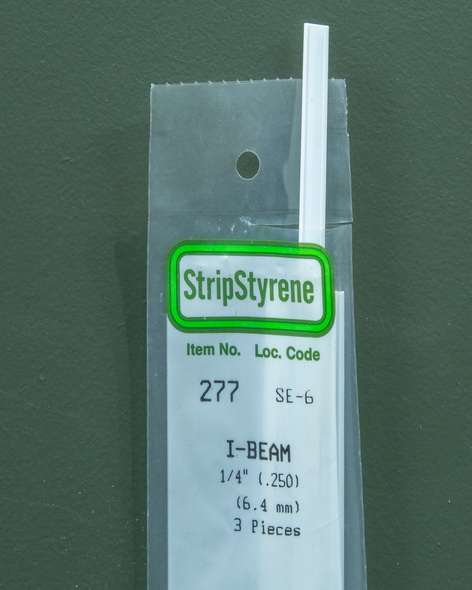 StripStyrene
Item No. Loc. Code
277 SE-6
I-BEAM
1/4" (.250)
(6.4 mm)
3 Pieces